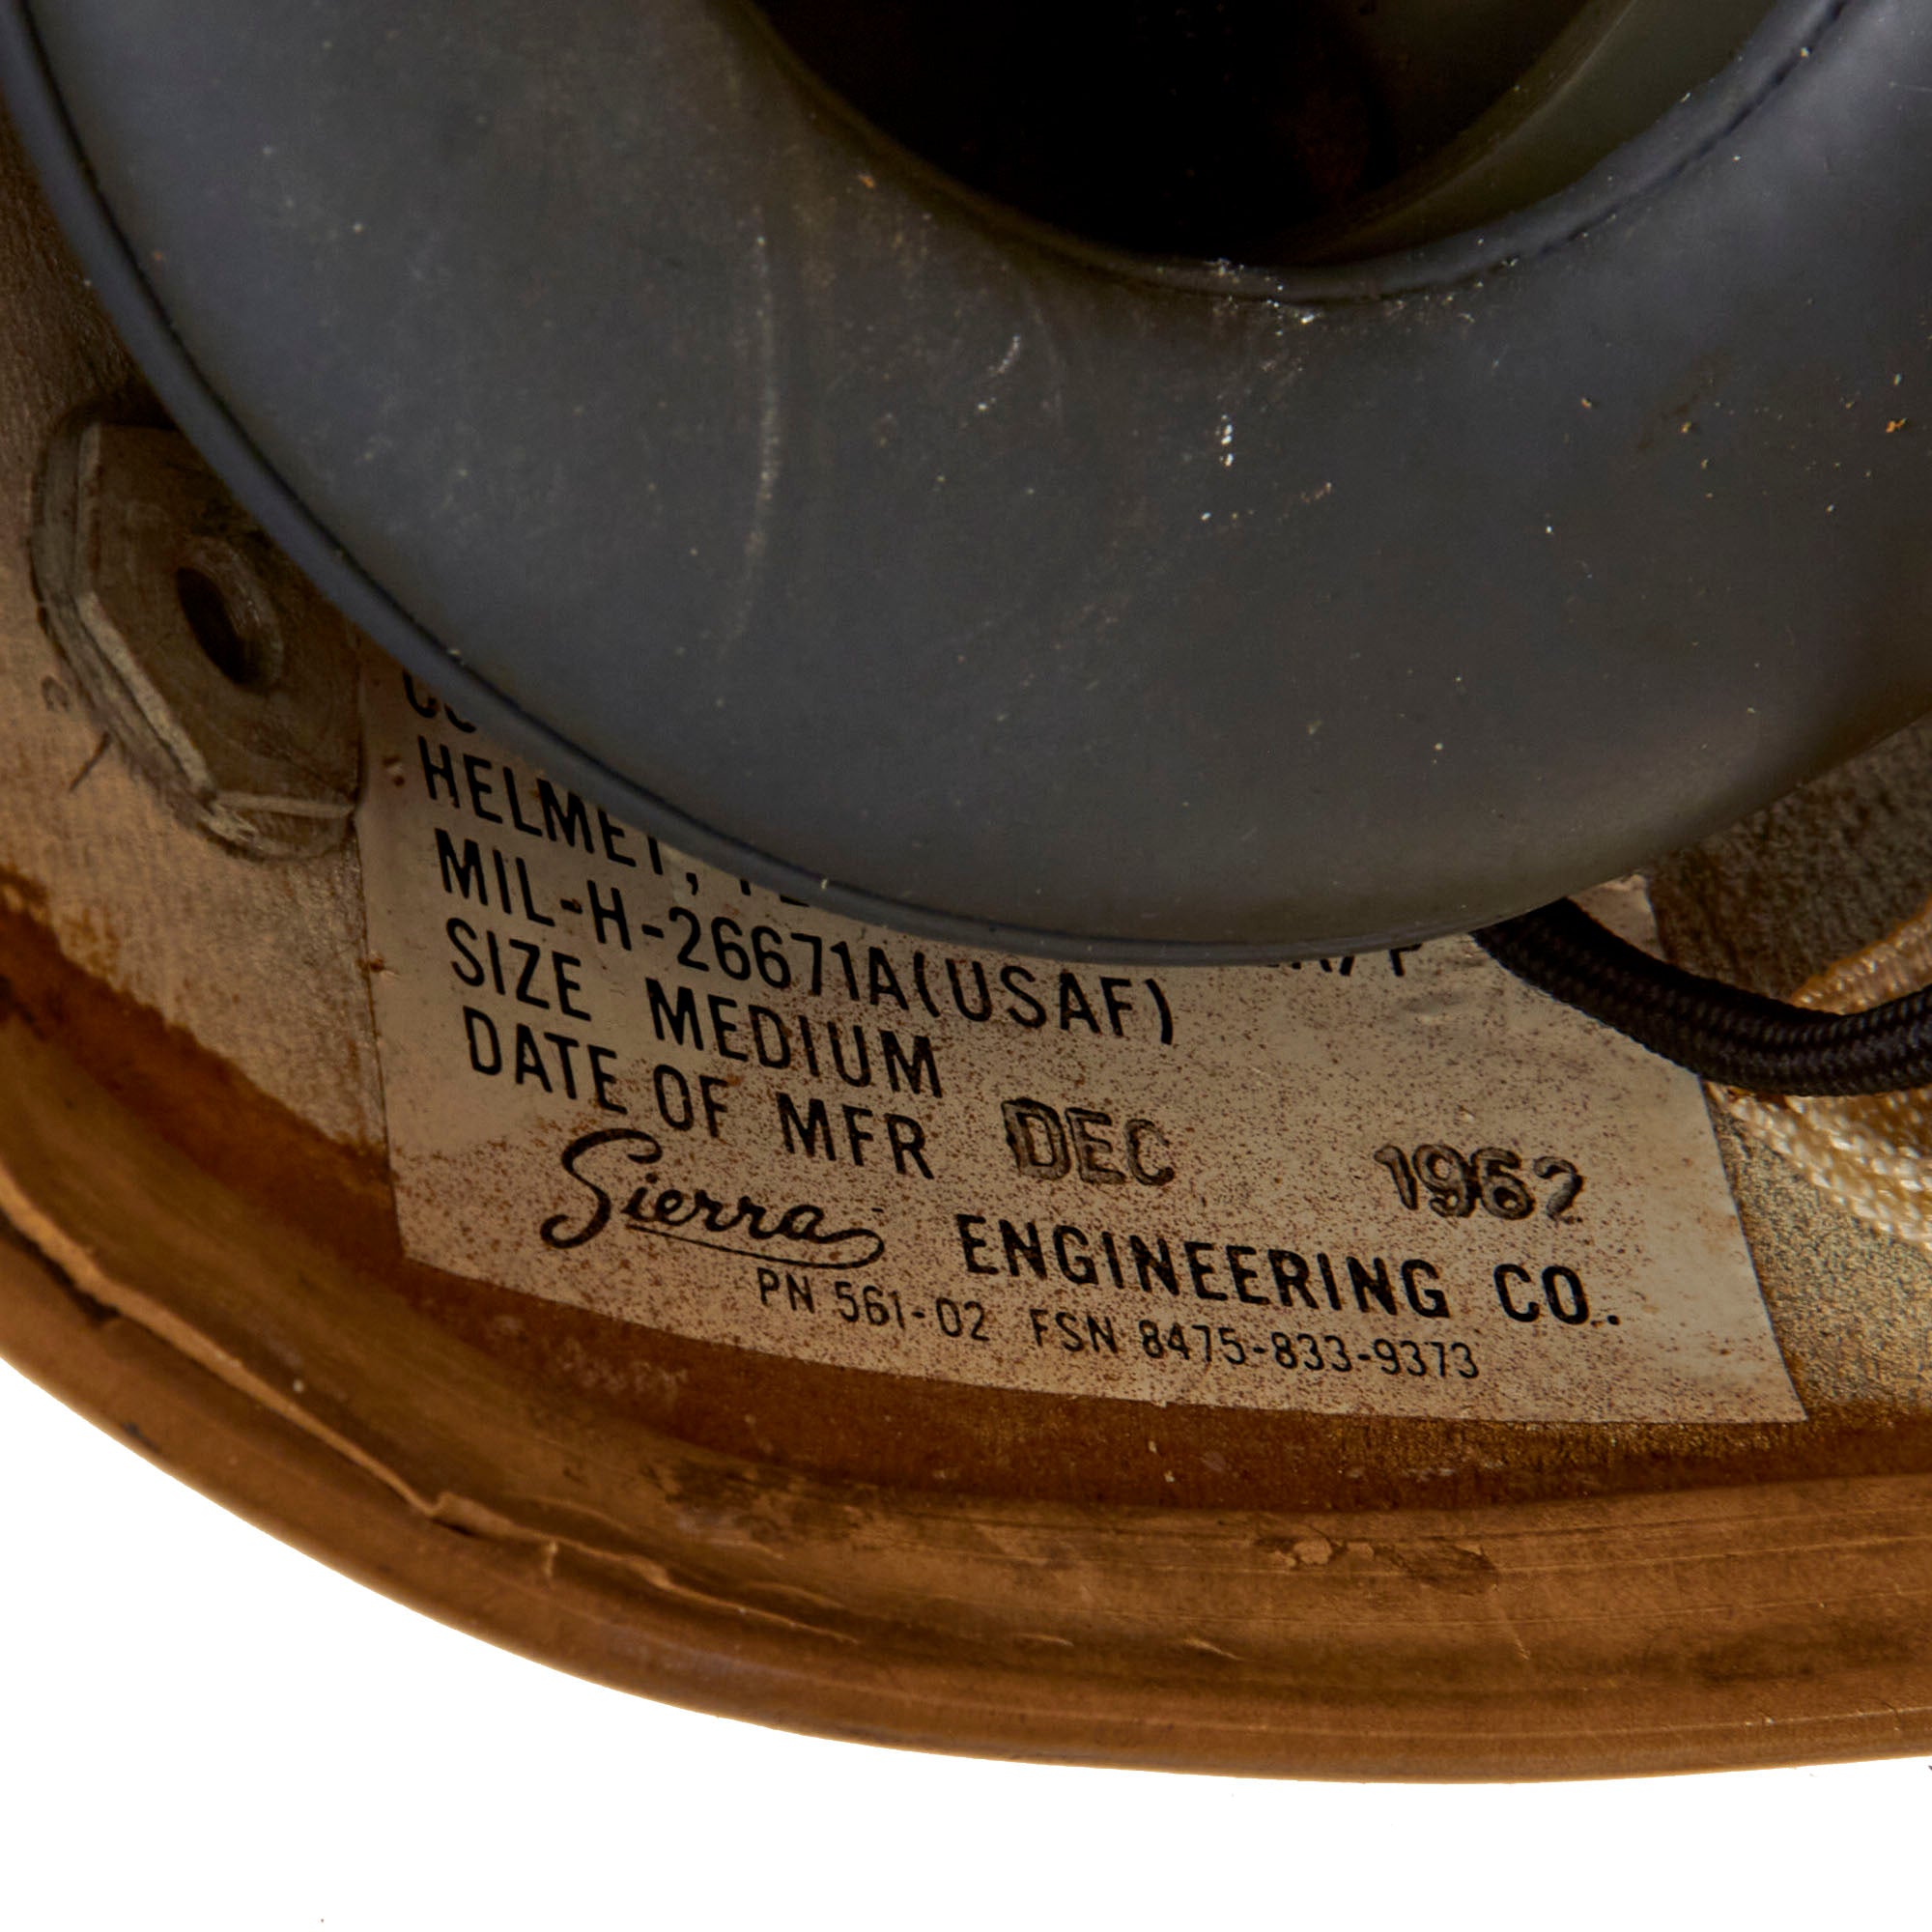 HELMET,
MIL-H-26671A(USAF)
SIZE MEDIUM
DATE OF MFR DEC 1962
Sierra ENGINEERING CO.
PN 561-02 FSN 8475-833-9373